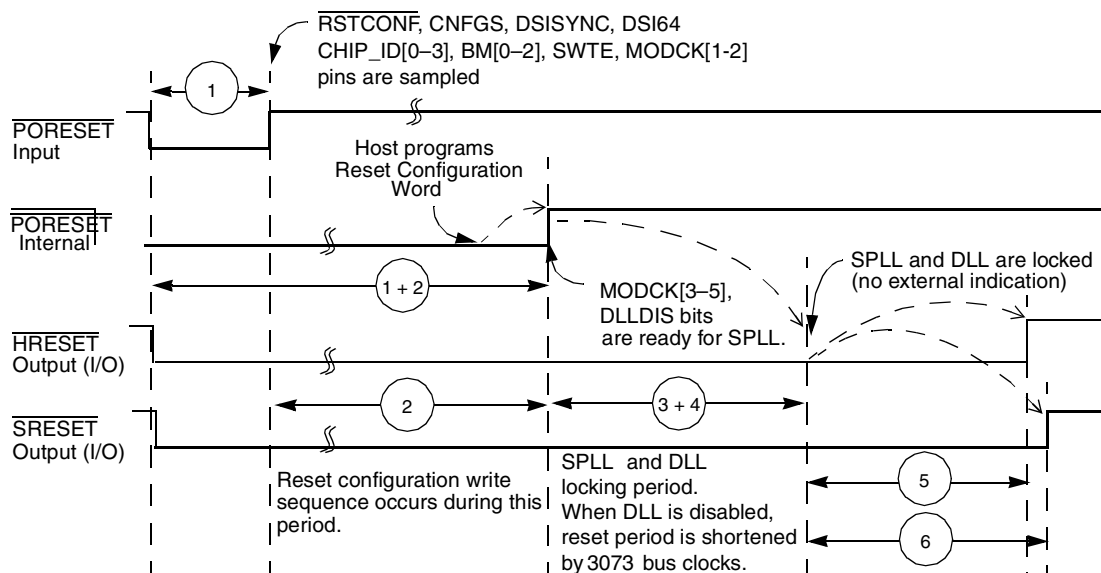 RSTCONF, CNFGS, DSISYNC, DSI64
CHIP_ID[0–3], BM[0–2], SWTE, MODCK[1-2]
pins are sampled
1
PORESET
Input
Host programs
Reset Configuration
Word
PORESET
Internal
1 + 2
MODCK[3–5],
DLLDIS bits
are ready for SPLL.
SPLL and DLL are locked
(no external indication)
HRESET
Output (I/O)
2
3 + 4
SRESET
Output (I/O)
Reset configuration write
sequence occurs during this
period.
SPLL and DLL
locking period.
When DLL is disabled,
reset period is shortened
by 3073 bus clocks.
5
6